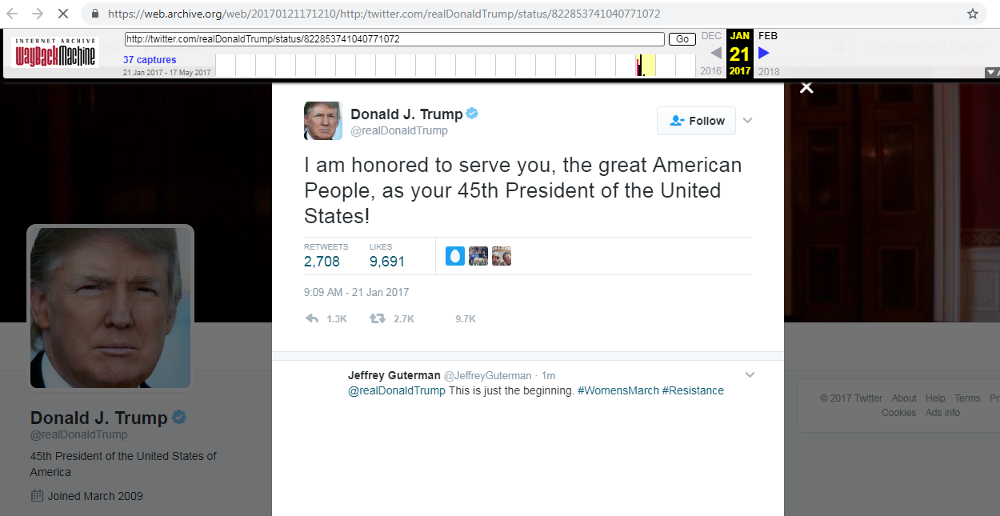 https://web.archive.org/web/20170121171210/http:/twitter.com/realDonaldTrump/status/822853741040771072
INTERNET ARCHIVE
WayBackMachine
http://twitter.com/realDonaldTrump/status/822853741040771072
Go
DEC JAN FEB
37 captures
21
21 Jan 2017 - 17 May 2017
2016 2017 2018
Donald J. Trump
@realDonaldTrump
Follow
I am honored to serve you, the great American
People, as your 45th President of the United
States!
RETWEETS LIKES
2,708 9,691
9:09 AM - 21 Jan 2017
1.3K 2.7K 9.7K
Jeffrey Guterman @JeffreyGuterman · 1m
@realDonaldTrump This is just the beginning. #WomensMarch #Resistance
Donald J. Trump
@realDonaldTrump
45th President of the United States of
America
Joined March 2009
© 2017 Twitter About Help Terms
Cookies Ads info